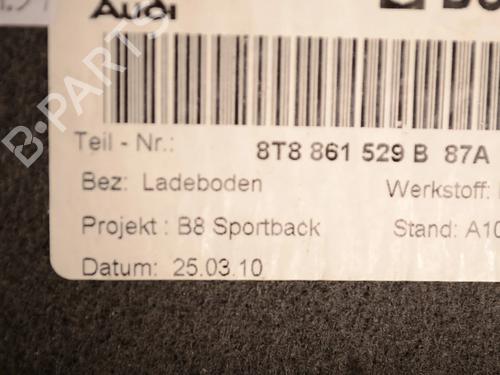 Audi
Teil - Nr.: 8T8 861 529 B 87A
Bez: Ladeboden Werkstoff:
Projekt : B8 Sportback Stand: A10
Datum: 25.03.10
B-PARTS